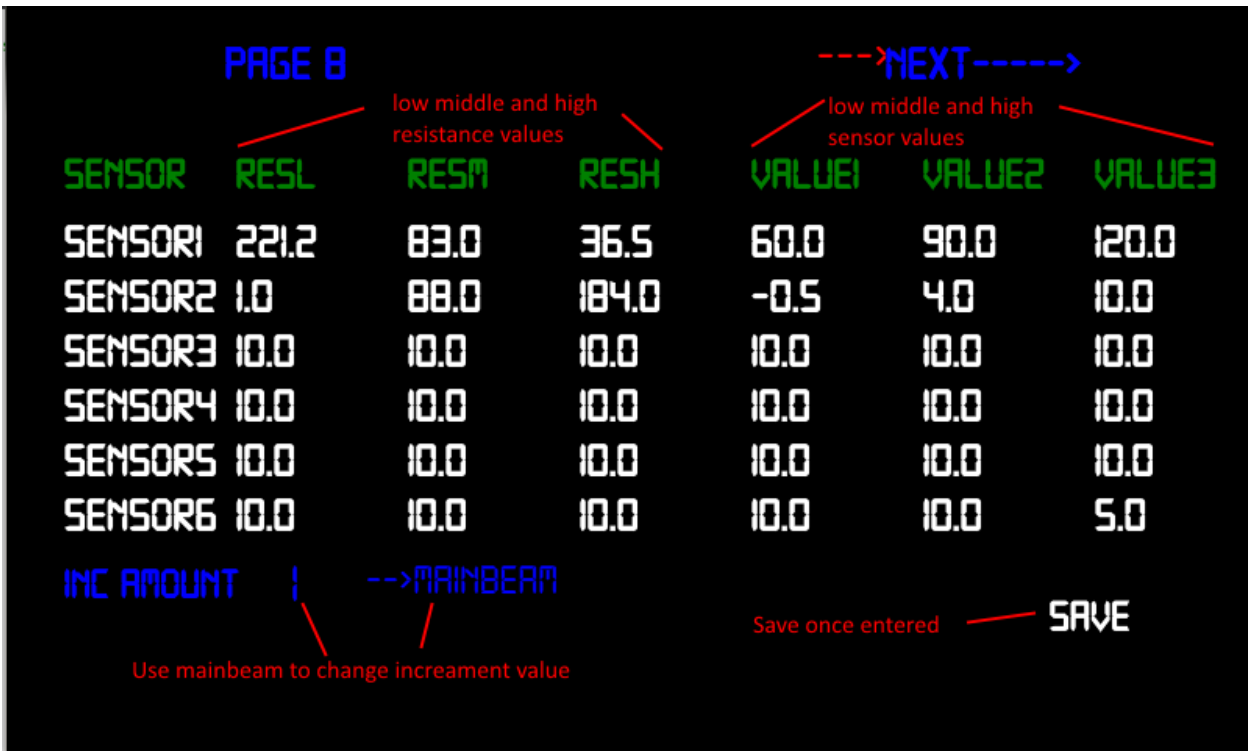 PAGE 8 --->NEXT----->
low middle and high
resistance values
low middle and high
sensor values
SENSOR RESL RESM RESH VALUE1 VALUE2 VALUE3
SENSOR1 221.2 83.0 36.5 60.0 90.0 120.0
SENSOR2 1.0 88.0 184.0 -0.5 4.0 10.0
SENSOR3 10.0 10.0 10.0 10.0 10.0 10.0
SENSOR4 10.0 10.0 10.0 10.0 10.0 10.0
SENSOR5 10.0 10.0 10.0 10.0 10.0 10.0
SENSOR6 10.0 10.0 10.0 10.0 10.0 5.0
INC AMOUNT 1 -->MAINBEAM
Save once entered SAVE
Use mainbeam to change increament value